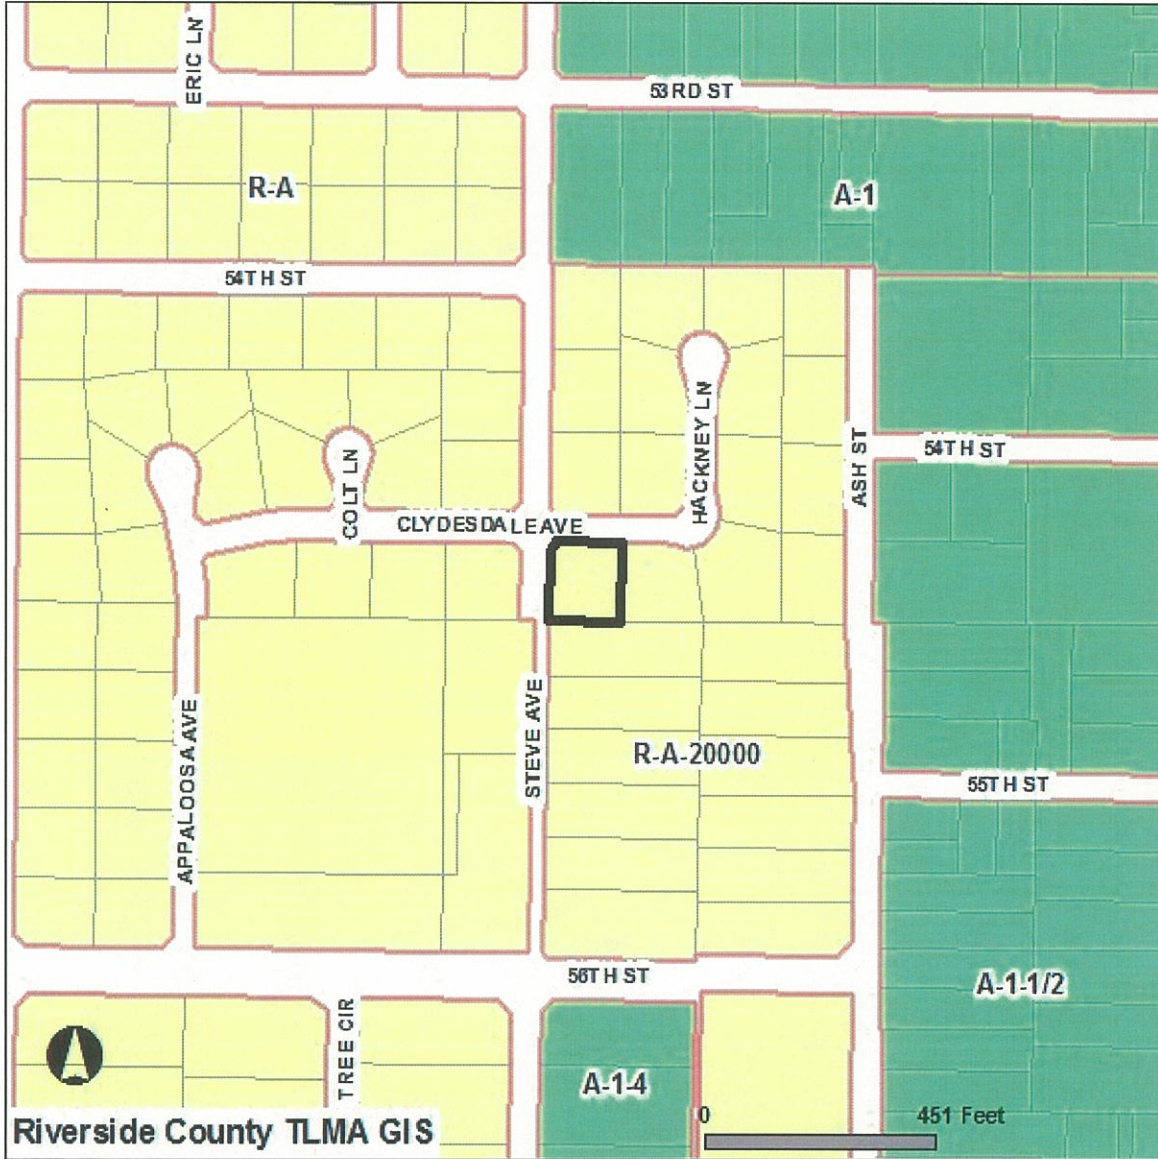 ERIC LN
53RD ST
R-A
A-1
54TH ST
HACKNEY LN
ASH ST
54TH ST
COLT LN
CLYDESDALE AVE
APPALOOSA AVE
STEVE AVE
R-A-20000
55TH ST
56TH ST
A-1-1/2
TREE CIR
A-1-4
0 451 Feet
Riverside County TLMA GIS